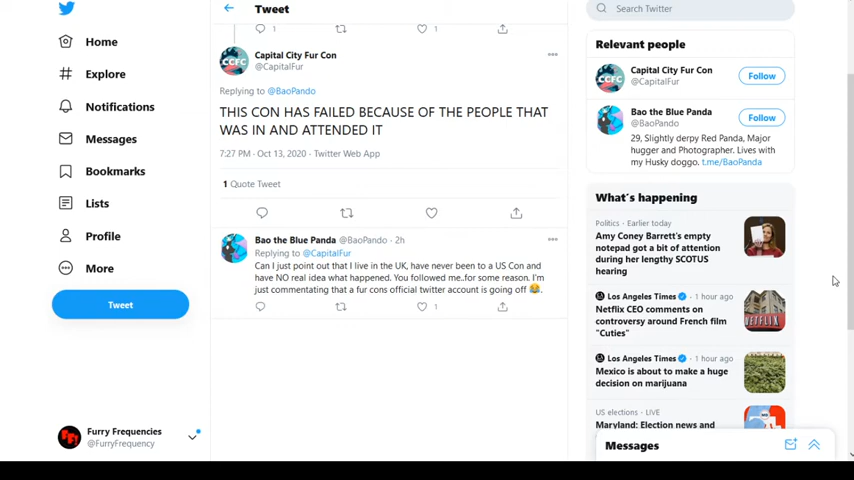 Home
Explore
Notifications
Messages
Bookmarks
Lists
Profile
More
Tweet
Furry Frequencies
@FurryFrequency
Tweet
1
1
Capital City Fur Con
@CapitalFur
Replying to @BaoPando
THIS CON HAS FAILED BECAUSE OF THE PEOPLE THAT
WAS IN AND ATTENDED IT
7:27 PM · Oct 13, 2020 · Twitter Web App
1 Quote Tweet
Bao the Blue Panda @BaoPando · 2h
Replying to @CapitalFur
Can I just point out that I live in the UK, have never been to a US Con and
have NO real idea what happened. You followed me..for some reason. I'm
just commentating that a fur cons official twitter account is going off 😂.
1
Search Twitter
Relevant people
Capital City Fur Con
@CapitalFur
Follow
Bao the Blue Panda
@BaoPando
Follow
29, Slightly derpy Red Panda, Major
hugger and Photographer. Lives with
my Husky doggo. t.me/BaoPanda
What's happening
Politics · Earlier today
Amy Coney Barrett's empty
notepad got a bit of attention
during her lengthy SCOTUS
hearing
Los Angeles Times · 1 hour ago
Netflix CEO comments on
controversy around French film
"Cuties"
NETFLIX
Los Angeles Times · 1 hour ago
Mexico is about to make a huge
decision on marijuana
US elections · LIVE
Maryland: Election news and
Messages